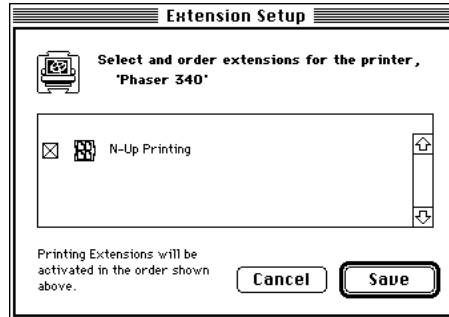 Extension Setup
Select and order extensions for the printer,
'Phaser 340'
N-Up Printing
Printing Extensions will be
activated in the order shown
above.
Cancel
Save